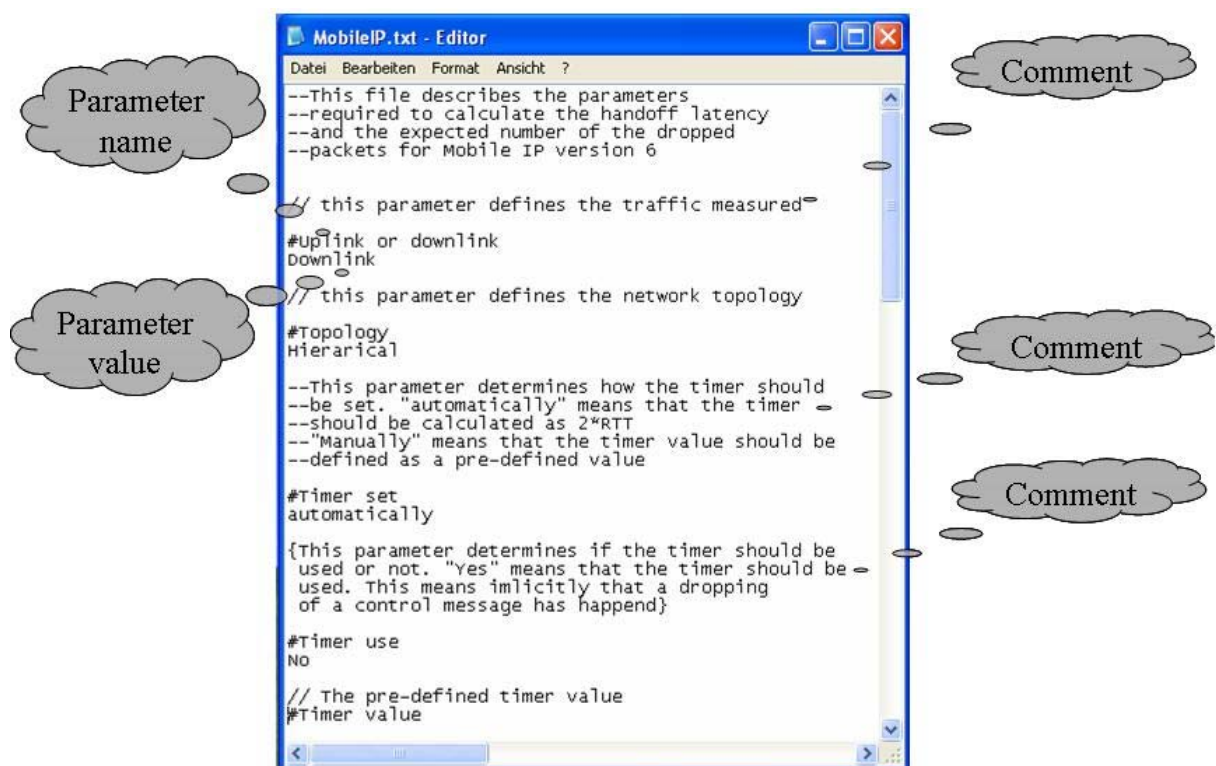 MobileIP.txt - Editor
Datei Bearbeiten Format Ansicht ?
--This file describes the parameters
--required to calculate the handoff latency
--and the expected number of the dropped
--packets for Mobile IP version 6
// this parameter defines the traffic measured
#Uplink or downlink
Downlink
// this parameter defines the network topology
#Topology
Hierarical
--This parameter determines how the timer should
--be set. "automatically" means that the timer
--should be calculated as 2*RTT
--"Manually" means that the timer value should be
--defined as a pre-defined value
#Timer set
automatically
{This parameter determines if the timer should be
used or not. "Yes" means that the timer should be
used. This means imlicitly that a dropping
of a control message has happend}
#Timer use
No
// The pre-defined timer value
#Timer value
Parameter
name
Parameter
value
Comment
Comment
Comment